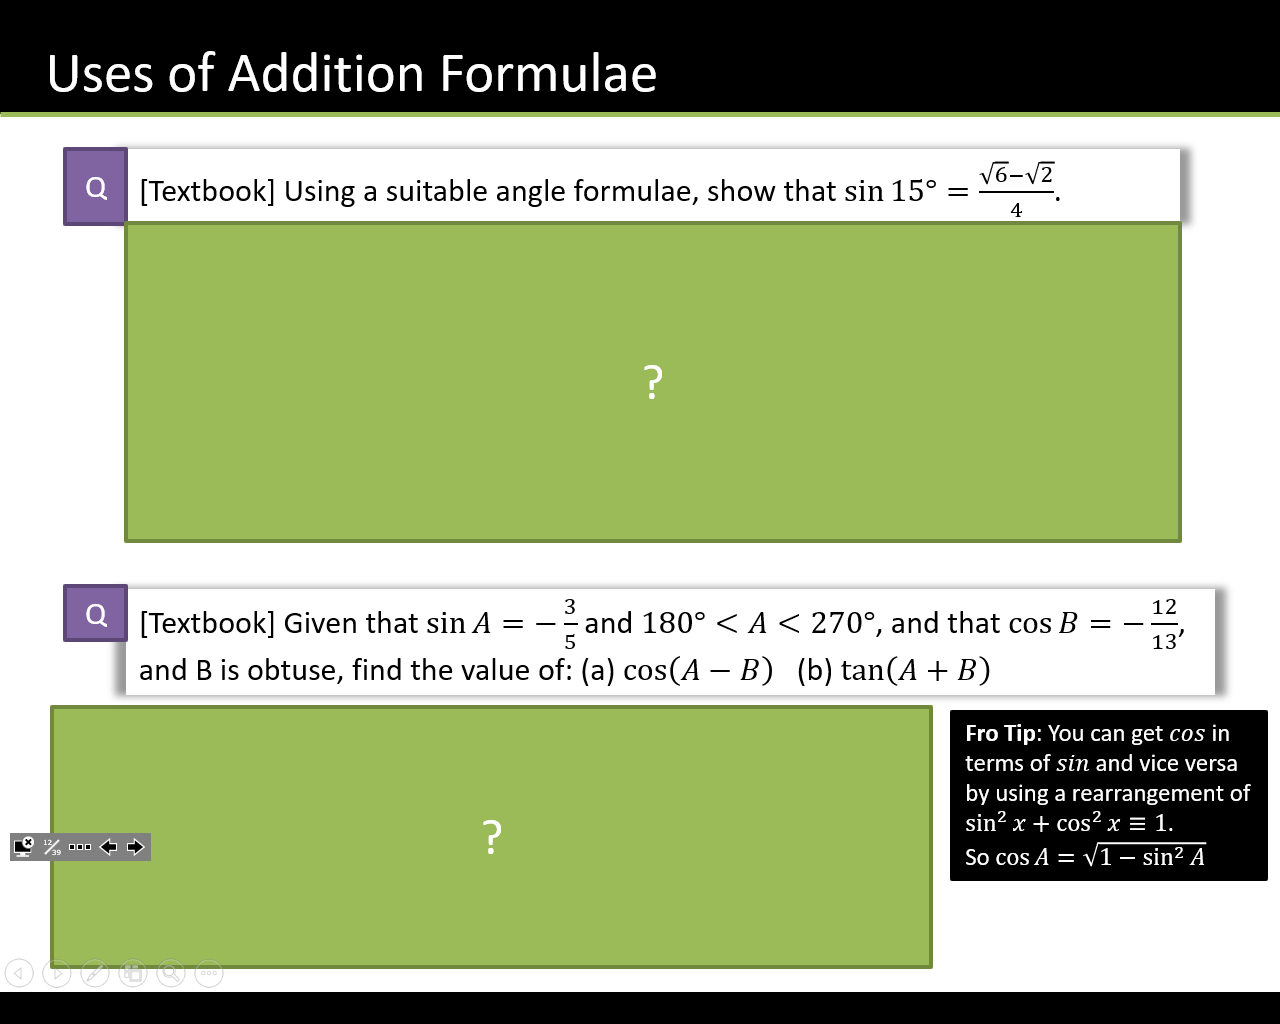 Uses of Addition Formulae
Q
[Textbook] Using a suitable angle formulae, show that sin 15° = (√6−√2)/4.
?
Q
[Textbook] Given that sin A = −3/5 and 180° < A < 270°, and that cos B = −12/13,
and B is obtuse, find the value of: (a) cos(A − B) (b) tan(A + B)
?
Fro Tip: You can get cos in
terms of sin and vice versa
by using a rearrangement of
sin² x + cos² x ≡ 1.
So cos A = √(1 − sin² A)
12/39